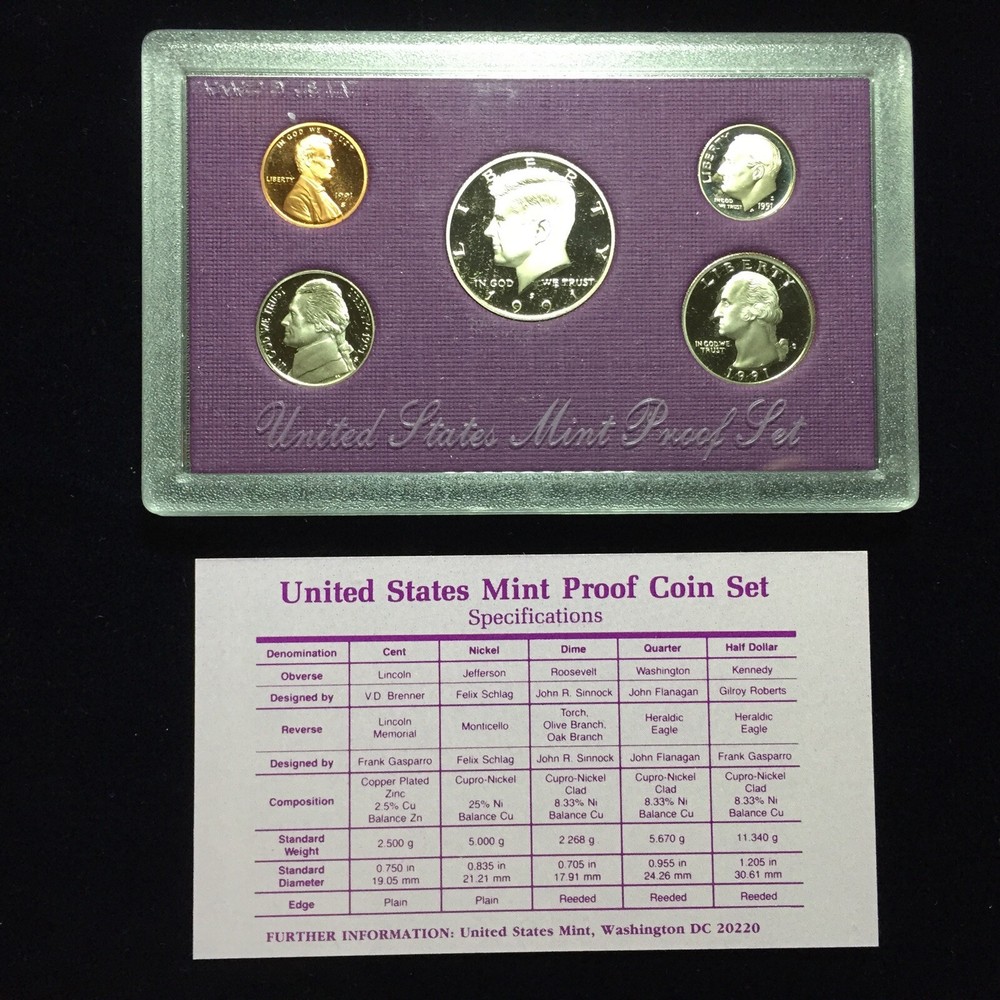 IN GOD WE TRUST
LIBERTY
1991
S
LIBERTY
IN GOD WE TRUST
1991
S
LIBERTY
IN GOD
WE TRUST
1991
S
IN GOD WE TRUST
LIBERTY
1991
LIBERTY
IN GOD WE
TRUST
S
1991
United States Mint Proof Set
United States Mint Proof Coin Set
Specifications
Denomination Cent Nickel Dime Quarter Half Dollar
Obverse Lincoln Jefferson Roosevelt Washington Kennedy
Designed by V.D. Brenner Felix Schlag John R. Sinnock John Flanagan Gilroy Roberts
Reverse Lincoln Memorial Monticello Torch, Olive Branch, Oak Branch Heraldic Eagle Heraldic Eagle
Designed by Frank Gasparro Felix Schlag John R. Sinnock John Flanagan Frank Gasparro
Composition Copper Plated Zinc 2.5% Cu Balance Zn Cupro-Nickel 25% Ni Balance Cu Cupro-Nickel Clad 8.33% Ni Balance Cu Cupro-Nickel Clad 8.33% Ni Balance Cu Cupro-Nickel Clad 8.33% Ni Balance Cu
Standard Weight 2.500 g 5.000 g 2.268 g 5.670 g 11.340 g
Standard Diameter 0.750 in 19.05 mm 0.835 in 21.21 mm 0.705 in 17.91 mm 0.955 in 24.26 mm 1.205 in 30.61 mm
Edge Plain Plain Reeded Reeded Reeded
FURTHER INFORMATION: United States Mint, Washington DC 20220